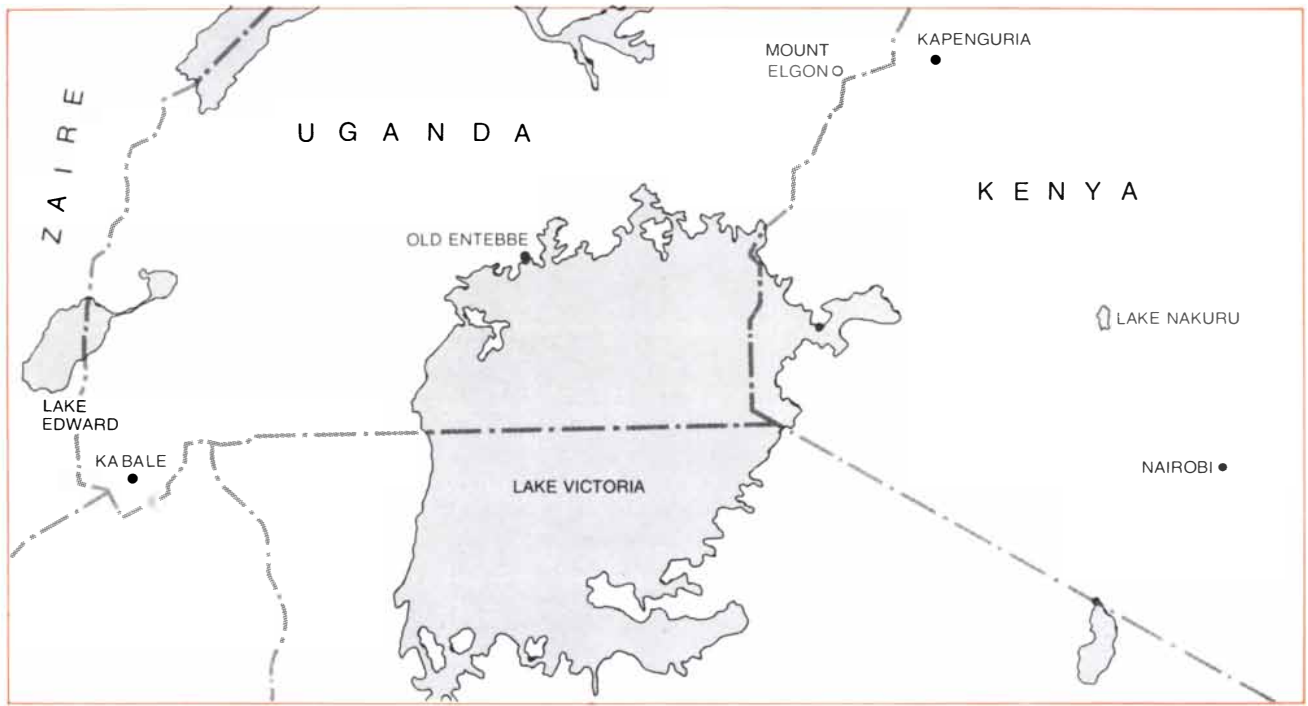 MOUNT
ELGON
KAPENGURIA
ZAIRE
UGANDA
KENYA
OLD ENTEBBE
LAKE NAKURU
LAKE
EDWARD
KABALE
NAIROBI
LAKE VICTORIA